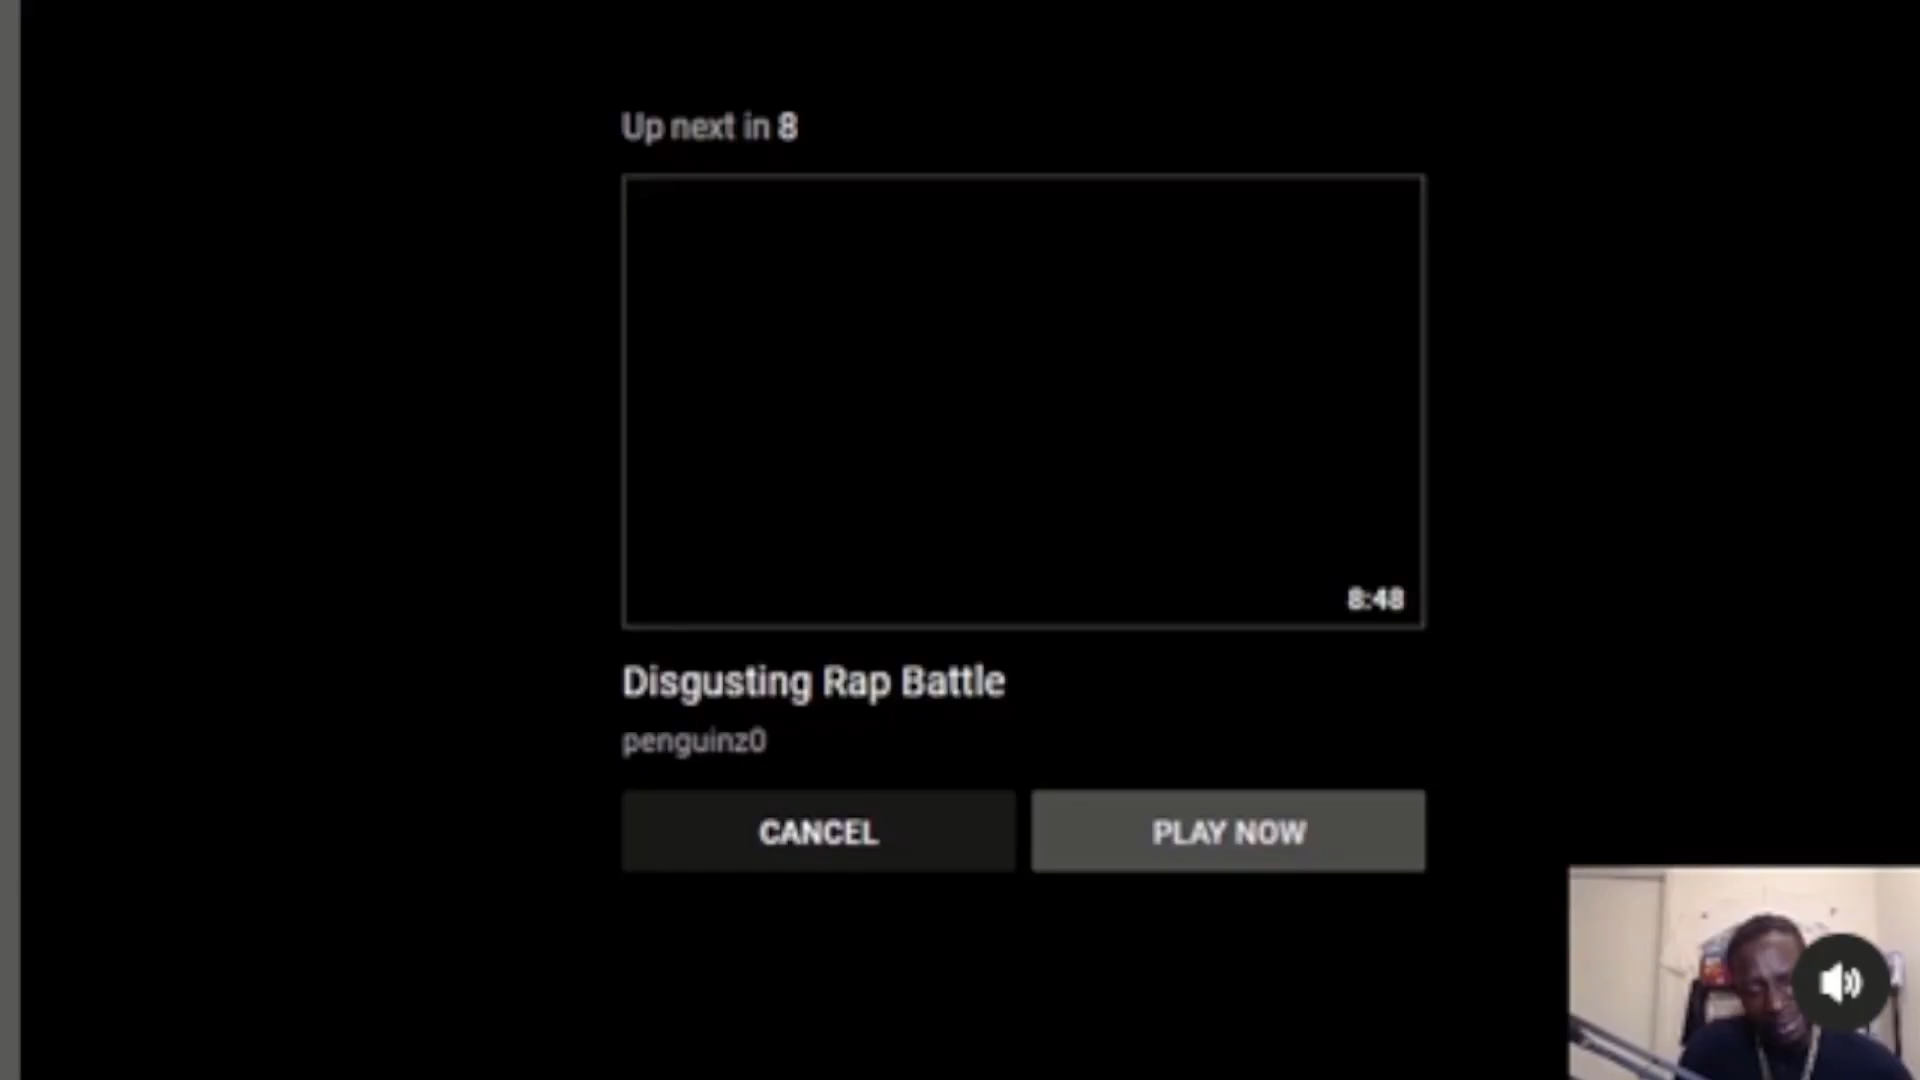 Up next in 8
8:48
Disgusting Rap Battle
penguinz0
CANCEL
PLAY NOW